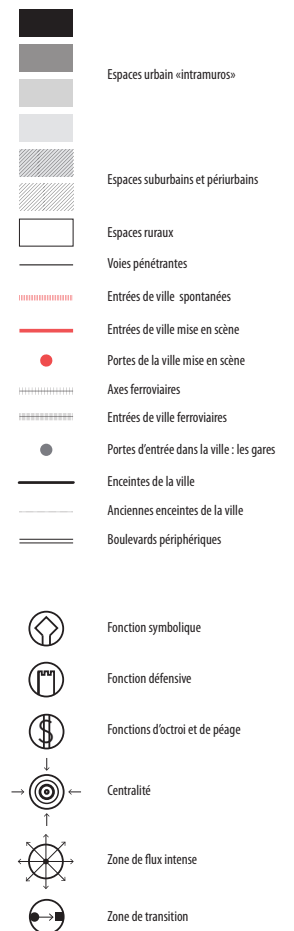 Espaces urbain «intramuros»
Espaces suburbains et périurbains
Espaces ruraux
Voies pénétrantes
Entrées de ville spontanées
Entrées de ville mise en scène
Portes de la ville mise en scène
Axes ferroviaires
Entrées de ville ferroviaires
Portes d'entrée dans la ville : les gares
Enceintes de la ville
Anciennes enceintes de la ville
Boulevards périphériques
Fonction symbolique
Fonction défensive
$
Fonctions d'octroi et de péage
Centralité
Zone de flux intense
Zone de transition